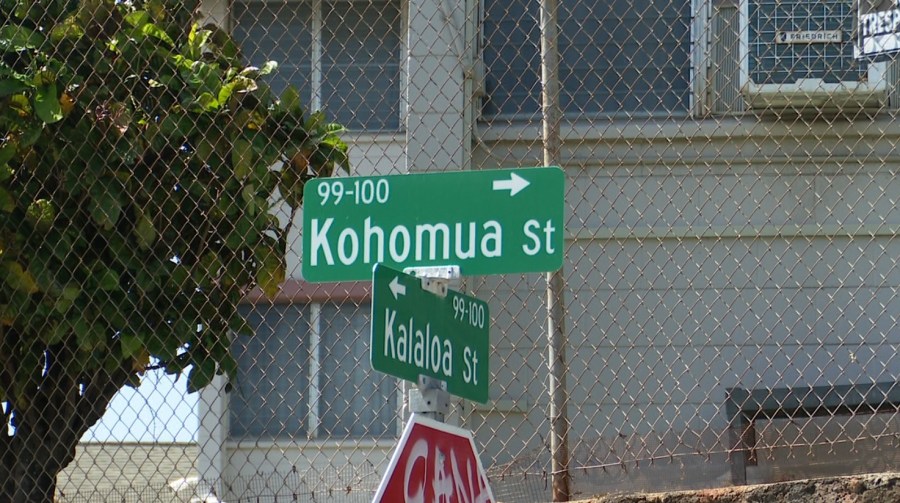 FRIEDRICH
99-100 →
Kohomua St
← 99-100
Kalaloa St